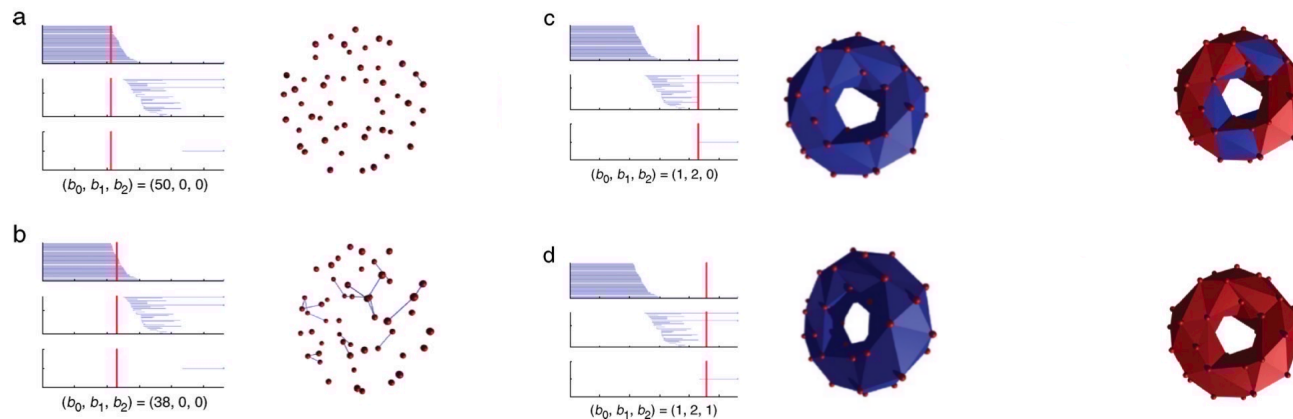 a
(b₀, b₁, b₂) = (50, 0, 0)
b
(b₀, b₁, b₂) = (38, 0, 0)
c
(b₀, b₁, b₂) = (1, 2, 0)
d
(b₀, b₁, b₂) = (1, 2, 1)